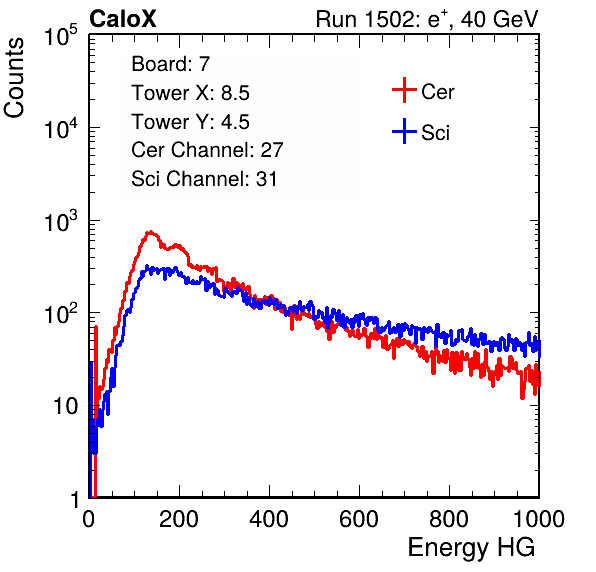 CaloX Run 1502: e⁺, 40 GeV
Counts
10⁵
10⁴
10³
10²
10
1
Board: 7
Tower X: 8.5
Tower Y: 4.5
Cer Channel: 27
Sci Channel: 31
Cer
Sci
0 200 400 600 800 1000
Energy HG